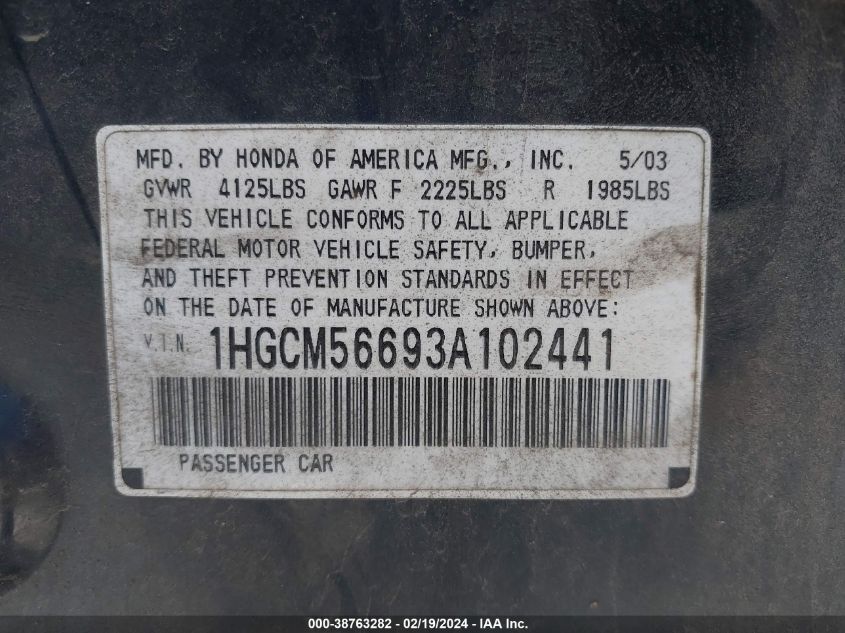 MFD. BY HONDA OF AMERICA MFG., INC. 5/03
GVWR 4125LBS GAWR F 2225LBS R 1985LBS
THIS VEHICLE CONFORMS TO ALL APPLICABLE
FEDERAL MOTOR VEHICLE SAFETY, BUMPER,
AND THEFT PREVENTION STANDARDS IN EFFECT
ON THE DATE OF MANUFACTURE SHOWN ABOVE:
V.I.N. 1HGCM56693A102441
PASSENGER CAR
000-38763282 - 02/19/2024 - IAA Inc.